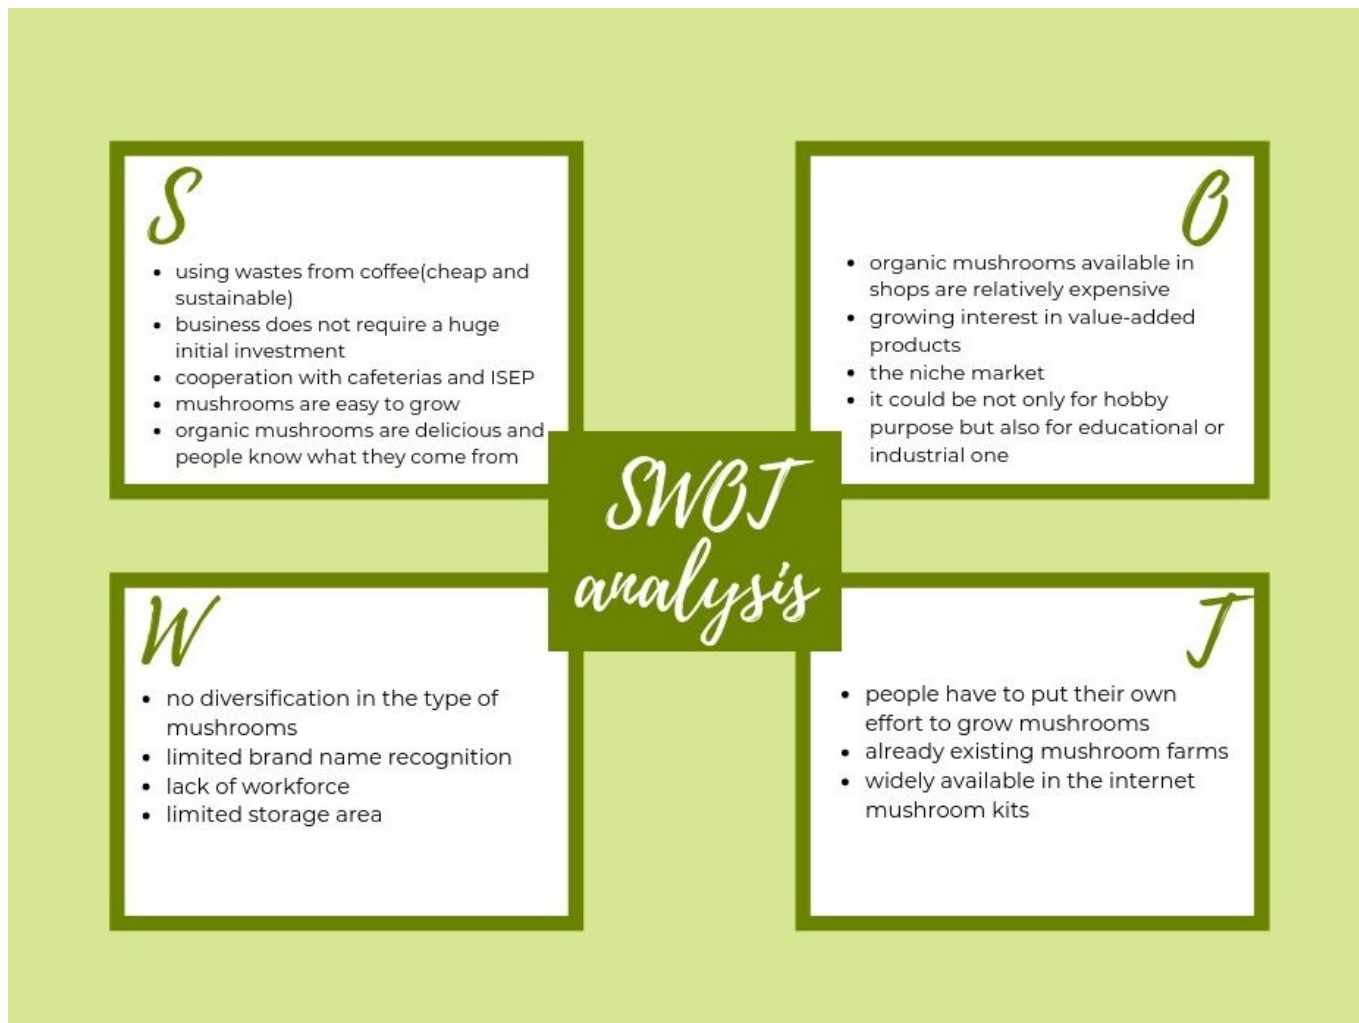 S
• using wastes from coffee(cheap and
sustainable)
• business does not require a huge
initial investment
• cooperation with cafeterias and ISEP
• mushrooms are easy to grow
• organic mushrooms are delicious and
people know what they come from
O
• organic mushrooms available in
shops are relatively expensive
• growing interest in value-added
products
• the niche market
• it could be not only for hobby
purpose but also for educational or
industrial one
SWOT
analysis
W
• no diversification in the type of
mushrooms
• limited brand name recognition
• lack of workforce
• limited storage area
T
• people have to put their own
effort to grow mushrooms
• already existing mushroom farms
• widely available in the internet
mushroom kits